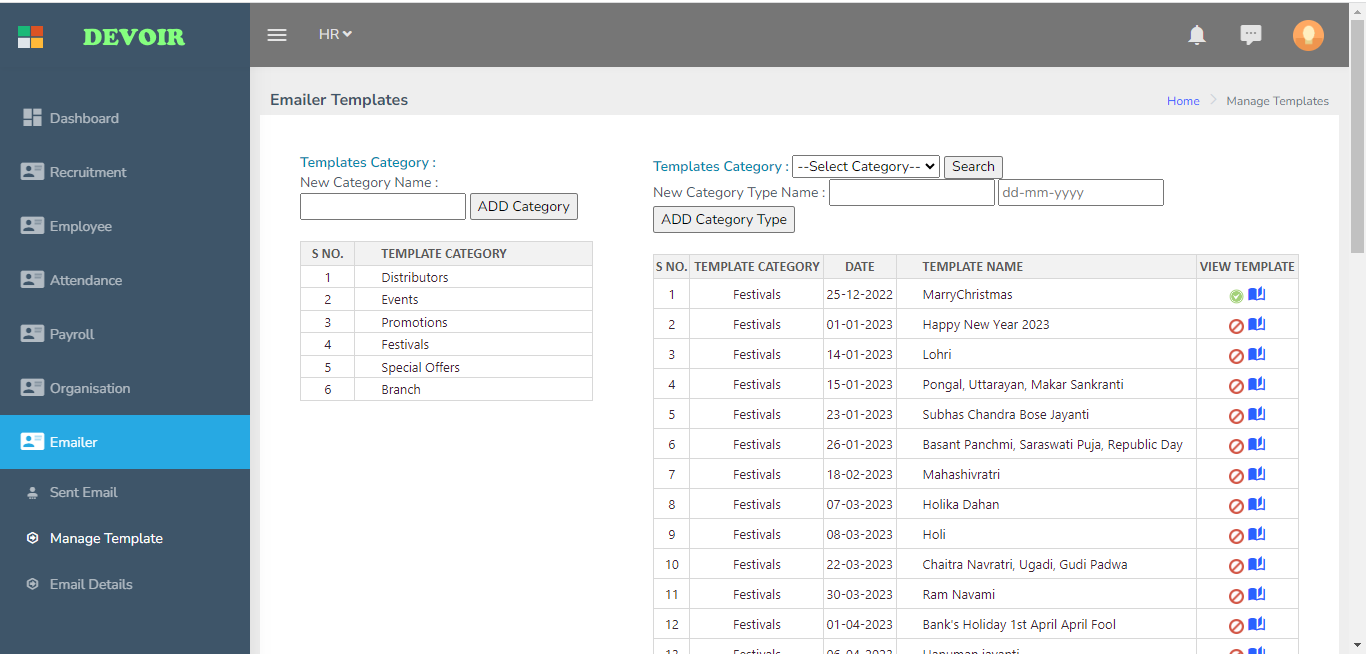 DEVOIR
HR
Dashboard
Recruitment
Employee
Attendance
Payroll
Organisation
Emailer
Sent Email
Manage Template
Email Details
Emailer Templates
Home > Manage Templates
Templates Category :
New Category Name :
ADD Category
S NO. TEMPLATE CATEGORY
1 Distributors
2 Events
3 Promotions
4 Festivals
5 Special Offers
6 Branch
Templates Category : --Select Category-- Search
New Category Type Name : dd-mm-yyyy
ADD Category Type
S NO. TEMPLATE CATEGORY DATE TEMPLATE NAME VIEW TEMPLATE
1 Festivals 25-12-2022 MarryChristmas
2 Festivals 01-01-2023 Happy New Year 2023
3 Festivals 14-01-2023 Lohri
4 Festivals 15-01-2023 Pongal, Uttarayan, Makar Sankranti
5 Festivals 23-01-2023 Subhas Chandra Bose Jayanti
6 Festivals 26-01-2023 Basant Panchmi, Saraswati Puja, Republic Day
7 Festivals 18-02-2023 Mahashivratri
8 Festivals 07-03-2023 Holika Dahan
9 Festivals 08-03-2023 Holi
10 Festivals 22-03-2023 Chaitra Navratri, Ugadi, Gudi Padwa
11 Festivals 30-03-2023 Ram Navami
12 Festivals 01-04-2023 Bank's Holiday 1st April April Fool
13 Festivals 06-04-2023 Hanuman jayanti